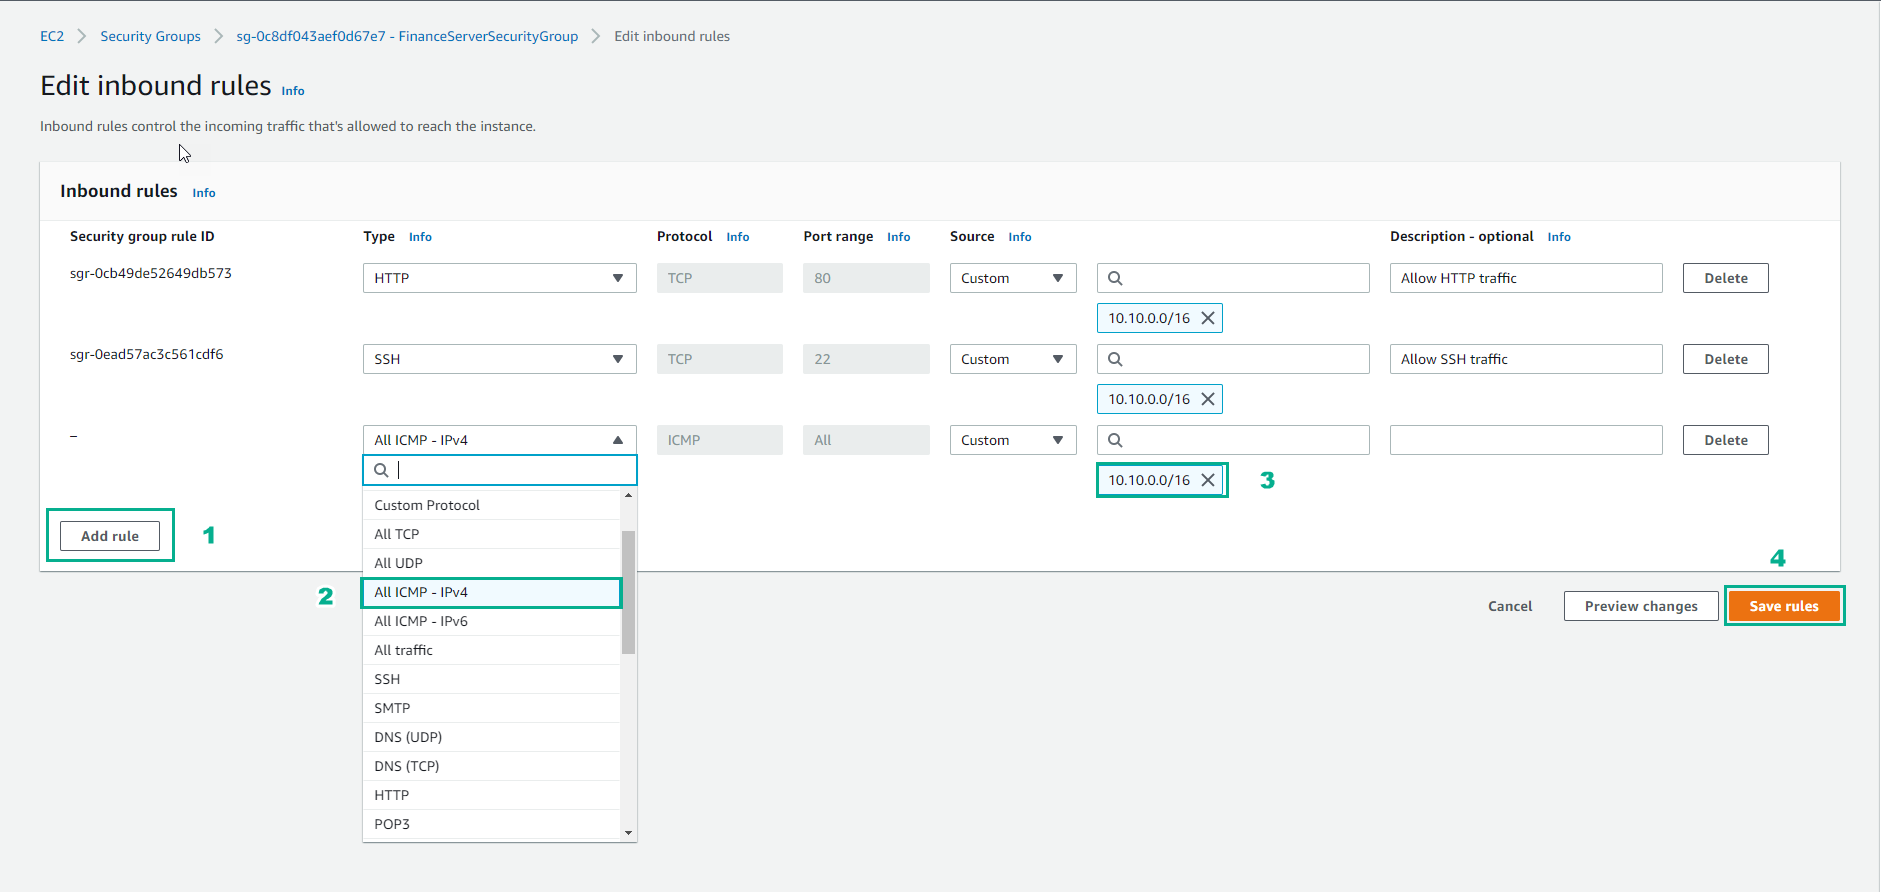 EC2 > Security Groups > sg-0c8df043aef0d67e7 - FinanceServerSecurityGroup > Edit inbound rules
Edit inbound rules Info
Inbound rules control the incoming traffic that's allowed to reach the instance.
Inbound rules Info
Security group rule ID Type Info Protocol Info Port range Info Source Info Description - optional Info
sgr-0cb49de52649db573 HTTP TCP 80 Custom Allow HTTP traffic Delete
10.10.0.0/16
sgr-0ead57ac3c561cdf6 SSH TCP 22 Custom Allow SSH traffic Delete
10.10.0.0/16
– All ICMP - IPv4 ICMP All Custom Delete
10.10.0.0/16 3
Custom Protocol
All TCP
Add rule 1
All UDP
2 All ICMP - IPv4
All ICMP - IPv6
All traffic
SSH
SMTP
DNS (UDP)
DNS (TCP)
HTTP
POP3
4
Cancel Preview changes Save rules